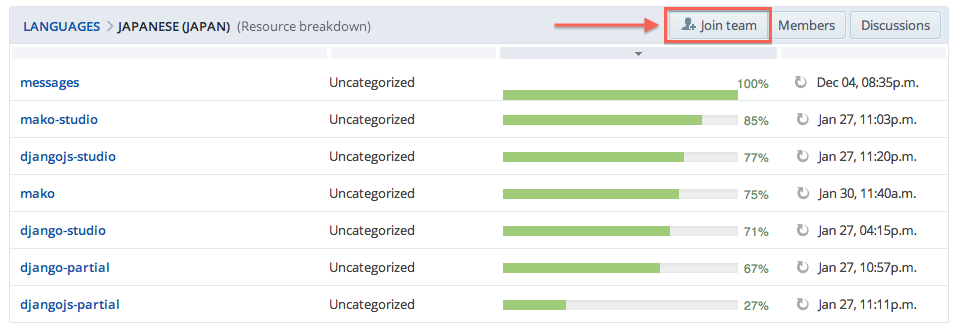 LANGUAGES > JAPANESE (JAPAN) (Resource breakdown) Join team Members Discussions
messages Uncategorized 100% Dec 04, 08:35p.m.
mako-studio Uncategorized 85% Jan 27, 11:03p.m.
djangojs-studio Uncategorized 77% Jan 27, 11:20p.m.
mako Uncategorized 75% Jan 30, 11:40a.m.
django-studio Uncategorized 71% Jan 27, 04:15p.m.
django-partial Uncategorized 67% Jan 27, 10:57p.m.
djangojs-partial Uncategorized 27% Jan 27, 11:11p.m.